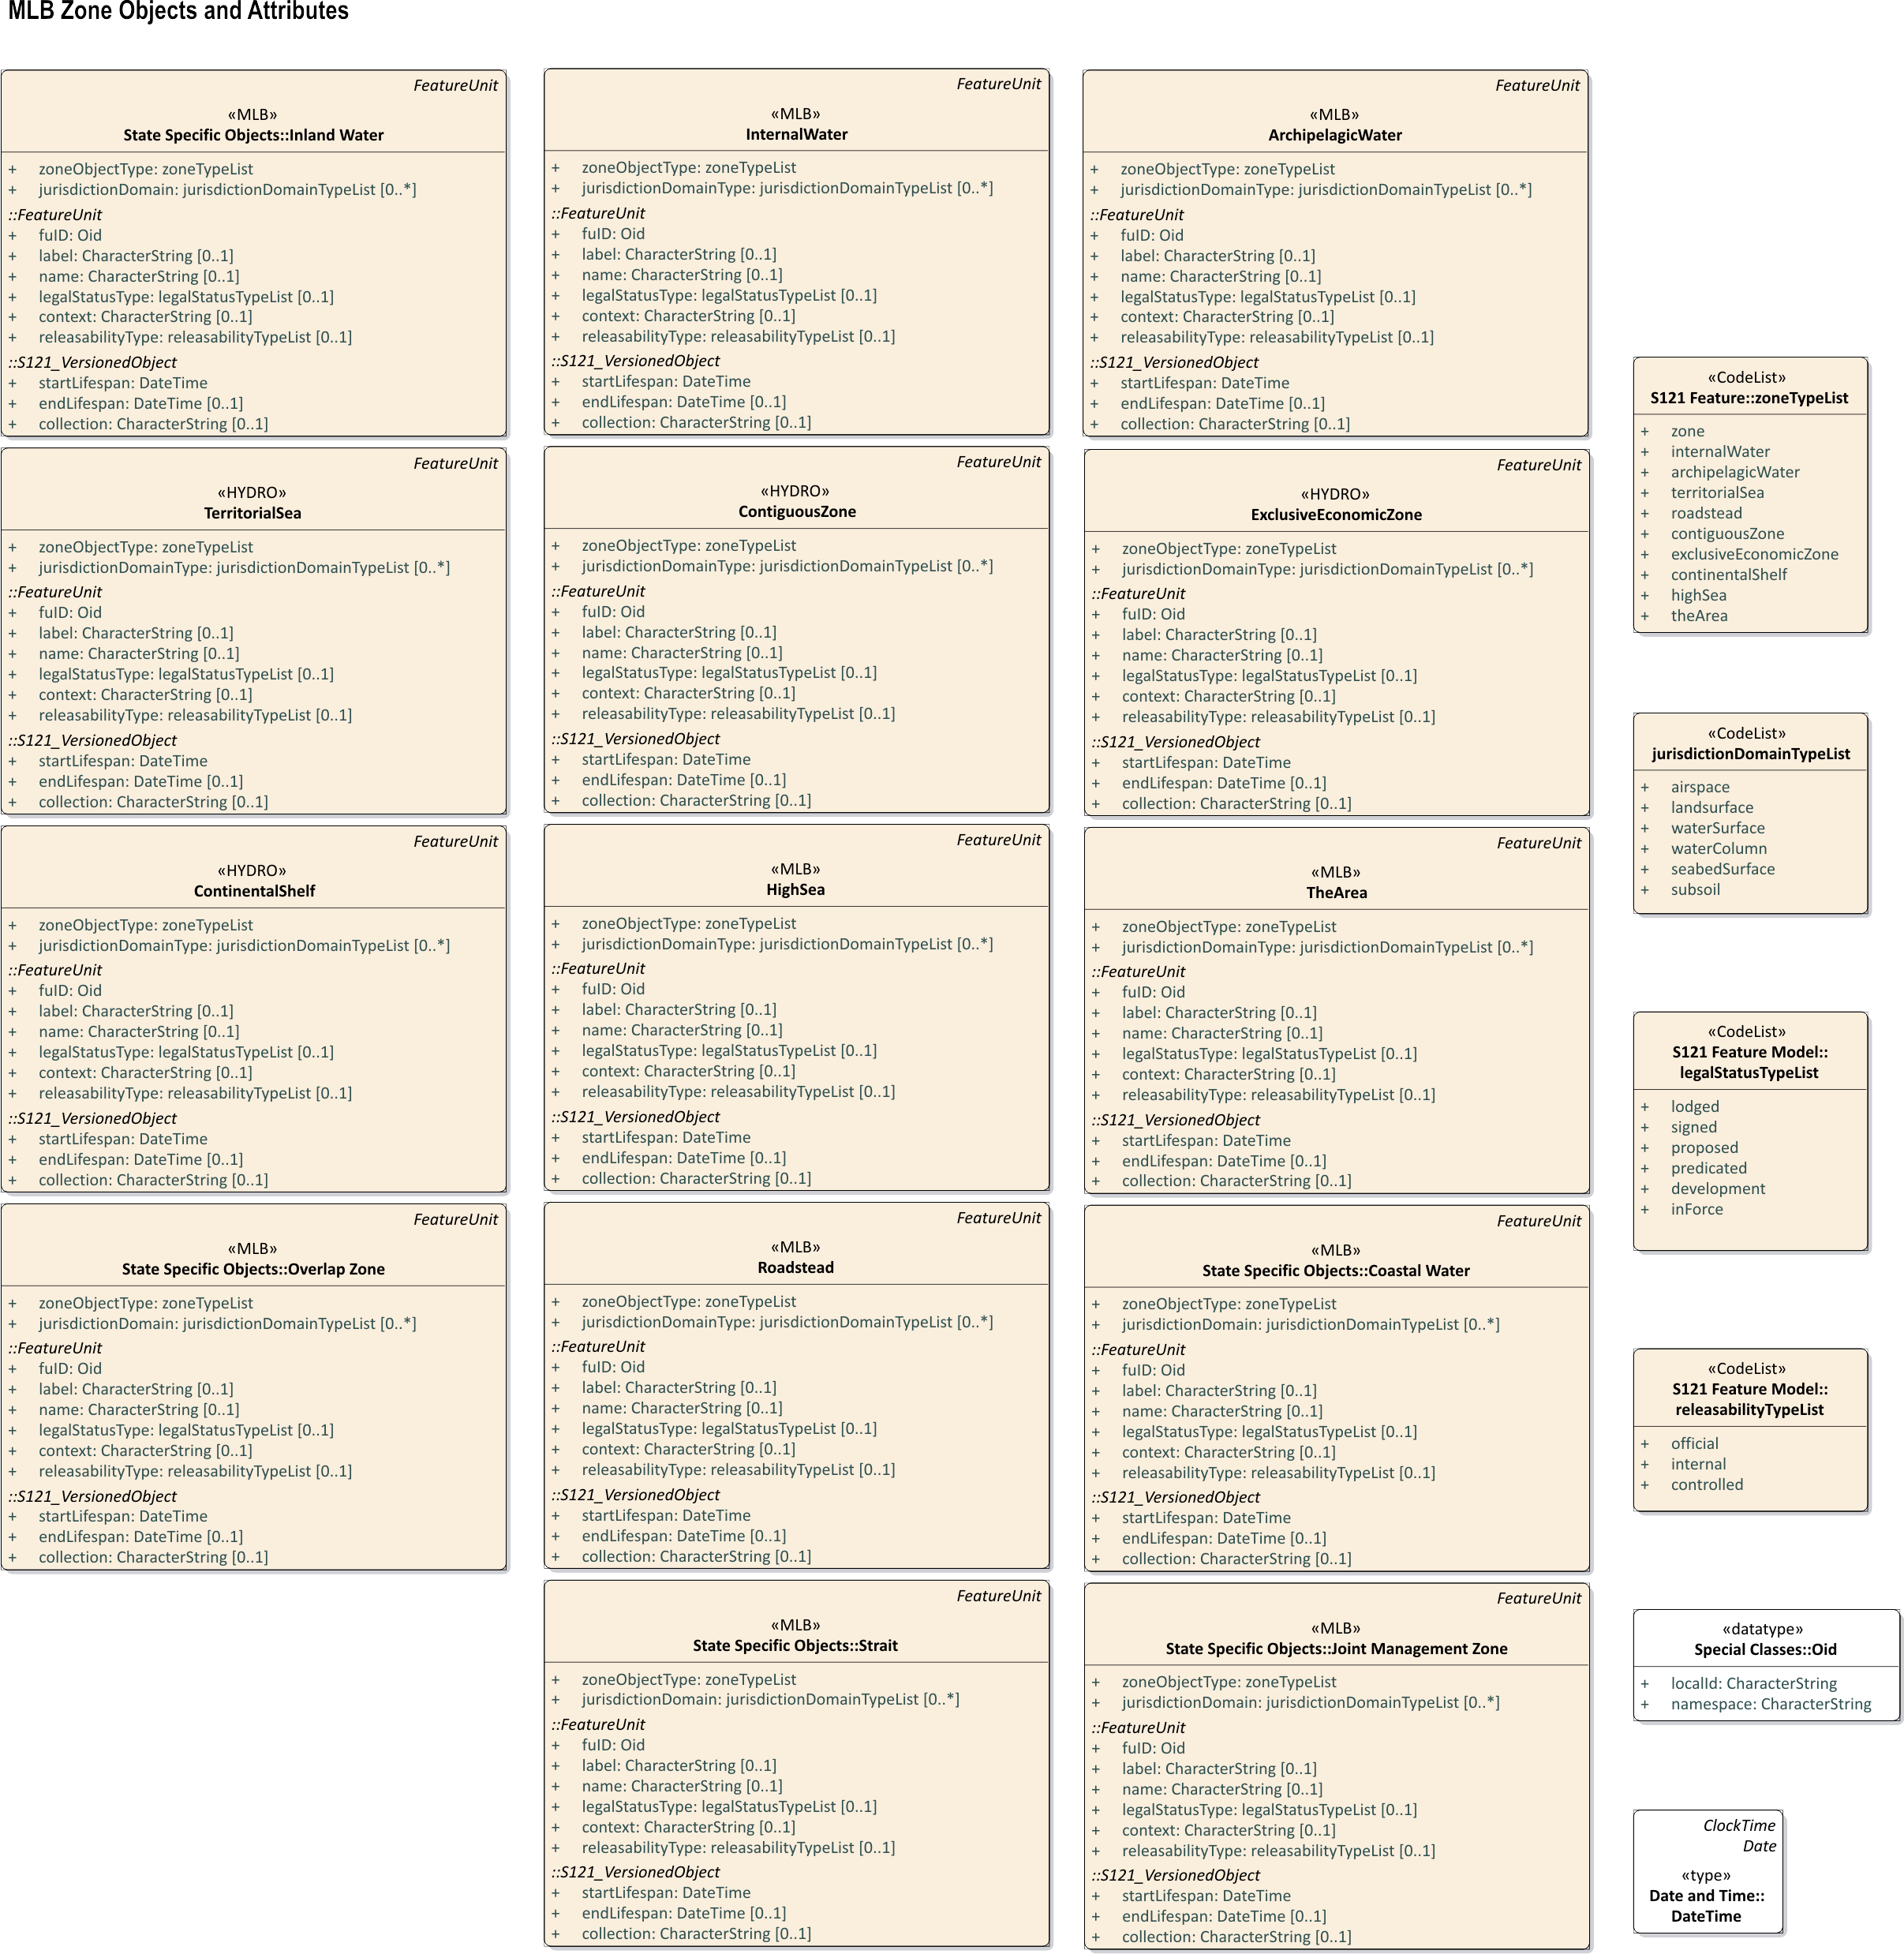 MLB Zone Objects and Attributes
FeatureUnit
«MLB»
State Specific Objects::Inland Water
+ zoneObjectType: zoneTypeList
+ jurisdictionDomain: jurisdictionDomainTypeList [0..*]
::FeatureUnit
+ fuID: Oid
+ label: CharacterString [0..1]
+ name: CharacterString [0..1]
+ legalStatusType: legalStatusTypeList [0..1]
+ context: CharacterString [0..1]
+ releasabilityType: releasabilityTypeList [0..1]
::S121_VersionedObject
+ startLifespan: DateTime
+ endLifespan: DateTime [0..1]
+ collection: CharacterString [0..1]
FeatureUnit
«MLB»
InternalWater
+ zoneObjectType: zoneTypeList
+ jurisdictionDomainType: jurisdictionDomainTypeList [0..*]
::FeatureUnit
+ fuID: Oid
+ label: CharacterString [0..1]
+ name: CharacterString [0..1]
+ legalStatusType: legalStatusTypeList [0..1]
+ context: CharacterString [0..1]
+ releasabilityType: releasabilityTypeList [0..1]
::S121_VersionedObject
+ startLifespan: DateTime
+ endLifespan: DateTime [0..1]
+ collection: CharacterString [0..1]
FeatureUnit
«MLB»
ArchipelagicWater
+ zoneObjectType: zoneTypeList
+ jurisdictionDomainType: jurisdictionDomainTypeList [0..*]
::FeatureUnit
+ fuID: Oid
+ label: CharacterString [0..1]
+ name: CharacterString [0..1]
+ legalStatusType: legalStatusTypeList [0..1]
+ context: CharacterString [0..1]
+ releasabilityType: releasabilityTypeList [0..1]
::S121_VersionedObject
+ startLifespan: DateTime
+ endLifespan: DateTime [0..1]
+ collection: CharacterString [0..1]
FeatureUnit
«HYDRO»
TerritorialSea
+ zoneObjectType: zoneTypeList
+ jurisdictionDomainType: jurisdictionDomainTypeList [0..*]
::FeatureUnit
+ fuID: Oid
+ label: CharacterString [0..1]
+ name: CharacterString [0..1]
+ legalStatusType: legalStatusTypeList [0..1]
+ context: CharacterString [0..1]
+ releasabilityType: releasabilityTypeList [0..1]
::S121_VersionedObject
+ startLifespan: DateTime
+ endLifespan: DateTime [0..1]
+ collection: CharacterString [0..1]
FeatureUnit
«HYDRO»
ContiguousZone
+ zoneObjectType: zoneTypeList
+ jurisdictionDomainType: jurisdictionDomainTypeList [0..*]
::FeatureUnit
+ fuID: Oid
+ label: CharacterString [0..1]
+ name: CharacterString [0..1]
+ legalStatusType: legalStatusTypeList [0..1]
+ context: CharacterString [0..1]
+ releasabilityType: releasabilityTypeList [0..1]
::S121_VersionedObject
+ startLifespan: DateTime
+ endLifespan: DateTime [0..1]
+ collection: CharacterString [0..1]
FeatureUnit
«HYDRO»
ExclusiveEconomicZone
+ zoneObjectType: zoneTypeList
+ jurisdictionDomainType: jurisdictionDomainTypeList [0..*]
::FeatureUnit
+ fuID: Oid
+ label: CharacterString [0..1]
+ name: CharacterString [0..1]
+ legalStatusType: legalStatusTypeList [0..1]
+ context: CharacterString [0..1]
+ releasabilityType: releasabilityTypeList [0..1]
::S121_VersionedObject
+ startLifespan: DateTime
+ endLifespan: DateTime [0..1]
+ collection: CharacterString [0..1]
FeatureUnit
«HYDRO»
ContinentalShelf
+ zoneObjectType: zoneTypeList
+ jurisdictionDomainType: jurisdictionDomainTypeList [0..*]
::FeatureUnit
+ fuID: Oid
+ label: CharacterString [0..1]
+ name: CharacterString [0..1]
+ legalStatusType: legalStatusTypeList [0..1]
+ context: CharacterString [0..1]
+ releasabilityType: releasabilityTypeList [0..1]
::S121_VersionedObject
+ startLifespan: DateTime
+ endLifespan: DateTime [0..1]
+ collection: CharacterString [0..1]
FeatureUnit
«MLB»
HighSea
+ zoneObjectType: zoneTypeList
+ jurisdictionDomainType: jurisdictionDomainTypeList [0..*]
::FeatureUnit
+ fuID: Oid
+ label: CharacterString [0..1]
+ name: CharacterString [0..1]
+ legalStatusType: legalStatusTypeList [0..1]
+ context: CharacterString [0..1]
+ releasabilityType: releasabilityTypeList [0..1]
::S121_VersionedObject
+ startLifespan: DateTime
+ endLifespan: DateTime [0..1]
+ collection: CharacterString [0..1]
FeatureUnit
«MLB»
TheArea
+ zoneObjectType: zoneTypeList
+ jurisdictionDomainType: jurisdictionDomainTypeList [0..*]
::FeatureUnit
+ fuID: Oid
+ label: CharacterString [0..1]
+ name: CharacterString [0..1]
+ legalStatusType: legalStatusTypeList [0..1]
+ context: CharacterString [0..1]
+ releasabilityType: releasabilityTypeList [0..1]
::S121_VersionedObject
+ startLifespan: DateTime
+ endLifespan: DateTime [0..1]
+ collection: CharacterString [0..1]
FeatureUnit
«MLB»
State Specific Objects::Overlap Zone
+ zoneObjectType: zoneTypeList
+ jurisdictionDomain: jurisdictionDomainTypeList [0..*]
::FeatureUnit
+ fuID: Oid
+ label: CharacterString [0..1]
+ name: CharacterString [0..1]
+ legalStatusType: legalStatusTypeList [0..1]
+ context: CharacterString [0..1]
+ releasabilityType: releasabilityTypeList [0..1]
::S121_VersionedObject
+ startLifespan: DateTime
+ endLifespan: DateTime [0..1]
+ collection: CharacterString [0..1]
FeatureUnit
«MLB»
Roadstead
+ zoneObjectType: zoneTypeList
+ jurisdictionDomainType: jurisdictionDomainTypeList [0..*]
::FeatureUnit
+ fuID: Oid
+ label: CharacterString [0..1]
+ name: CharacterString [0..1]
+ legalStatusType: legalStatusTypeList [0..1]
+ context: CharacterString [0..1]
+ releasabilityType: releasabilityTypeList [0..1]
::S121_VersionedObject
+ startLifespan: DateTime
+ endLifespan: DateTime [0..1]
+ collection: CharacterString [0..1]
FeatureUnit
«MLB»
State Specific Objects::Coastal Water
+ zoneObjectType: zoneTypeList
+ jurisdictionDomain: jurisdictionDomainTypeList [0..*]
::FeatureUnit
+ fuID: Oid
+ label: CharacterString [0..1]
+ name: CharacterString [0..1]
+ legalStatusType: legalStatusTypeList [0..1]
+ context: CharacterString [0..1]
+ releasabilityType: releasabilityTypeList [0..1]
::S121_VersionedObject
+ startLifespan: DateTime
+ endLifespan: DateTime [0..1]
+ collection: CharacterString [0..1]
FeatureUnit
«MLB»
State Specific Objects::Strait
+ zoneObjectType: zoneTypeList
+ jurisdictionDomain: jurisdictionDomainTypeList [0..*]
::FeatureUnit
+ fuID: Oid
+ label: CharacterString [0..1]
+ name: CharacterString [0..1]
+ legalStatusType: legalStatusTypeList [0..1]
+ context: CharacterString [0..1]
+ releasabilityType: releasabilityTypeList [0..1]
::S121_VersionedObject
+ startLifespan: DateTime
+ endLifespan: DateTime [0..1]
+ collection: CharacterString [0..1]
FeatureUnit
«MLB»
State Specific Objects::Joint Management Zone
+ zoneObjectType: zoneTypeList
+ jurisdictionDomain: jurisdictionDomainTypeList [0..*]
::FeatureUnit
+ fuID: Oid
+ label: CharacterString [0..1]
+ name: CharacterString [0..1]
+ legalStatusType: legalStatusTypeList [0..1]
+ context: CharacterString [0..1]
+ releasabilityType: releasabilityTypeList [0..1]
::S121_VersionedObject
+ startLifespan: DateTime
+ endLifespan: DateTime [0..1]
+ collection: CharacterString [0..1]
«CodeList»
S121 Feature::zoneTypeList
+ zone
+ internalWater
+ archipelagicWater
+ territorialSea
+ roadstead
+ contiguousZone
+ exclusiveEconomicZone
+ continentalShelf
+ highSea
+ theArea
«CodeList»
jurisdictionDomainTypeList
+ airspace
+ landsurface
+ waterSurface
+ waterColumn
+ seabedSurface
+ subsoil
«CodeList»
S121 Feature Model::
legalStatusTypeList
+ lodged
+ signed
+ proposed
+ predicated
+ development
+ inForce
«CodeList»
S121 Feature Model::
releasabilityTypeList
+ official
+ internal
+ controlled
«datatype»
Special Classes::Oid
+ localId: CharacterString
+ namespace: CharacterString
ClockTime
Date
«type»
Date and Time::
DateTime